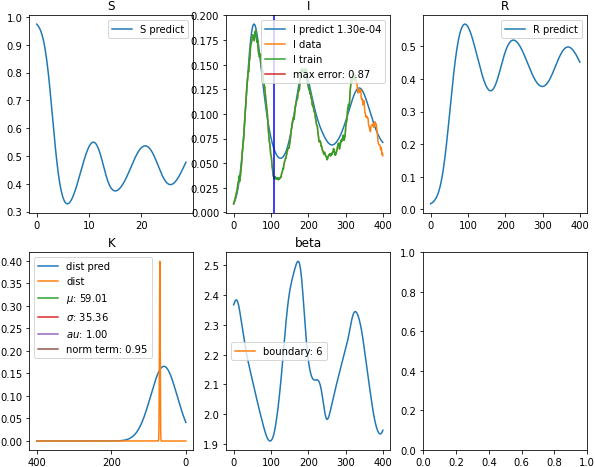 S
I
R
1.0
0.9
0.8
0.7
0.6
0.5
0.4
0.3
0 10 20
S predict
0.200
0.175
0.150
0.125
0.100
0.075
0.050
0.025
0.000
0 100 200 300 400
I predict 1.30e-04
I data
I train
max error: 0.87
0.5
0.4
0.3
0.2
0.1
0.0
0 100 200 300 400
R predict
K
beta
0.40
0.35
0.30
0.25
0.20
0.15
0.10
0.05
0.00
400 200 0
dist pred
dist
μ: 59.01
σ: 35.36
au: 1.00
norm term: 0.95
2.5
2.4
2.3
2.2
2.1
2.0
1.9
0 100 200 300 400
boundary: 6
1.0
0.8
0.6
0.4
0.2
0.0
0.0 0.2 0.4 0.6 0.8 1.0